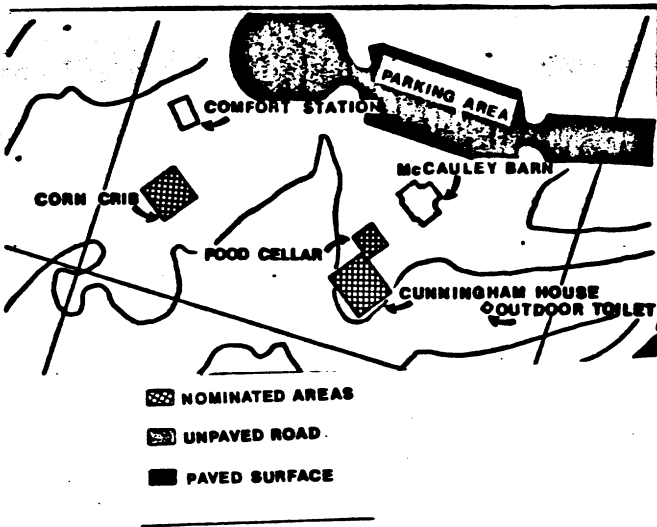 PARKING AREA
COMFORT STATION
McCAULEY BARN
CORN CRIB
FOOD CELLAR
CUNNINGHAM HOUSE
OUTDOOR TOILET
NOMINATED AREAS
UNPAVED ROAD
PAVED SURFACE